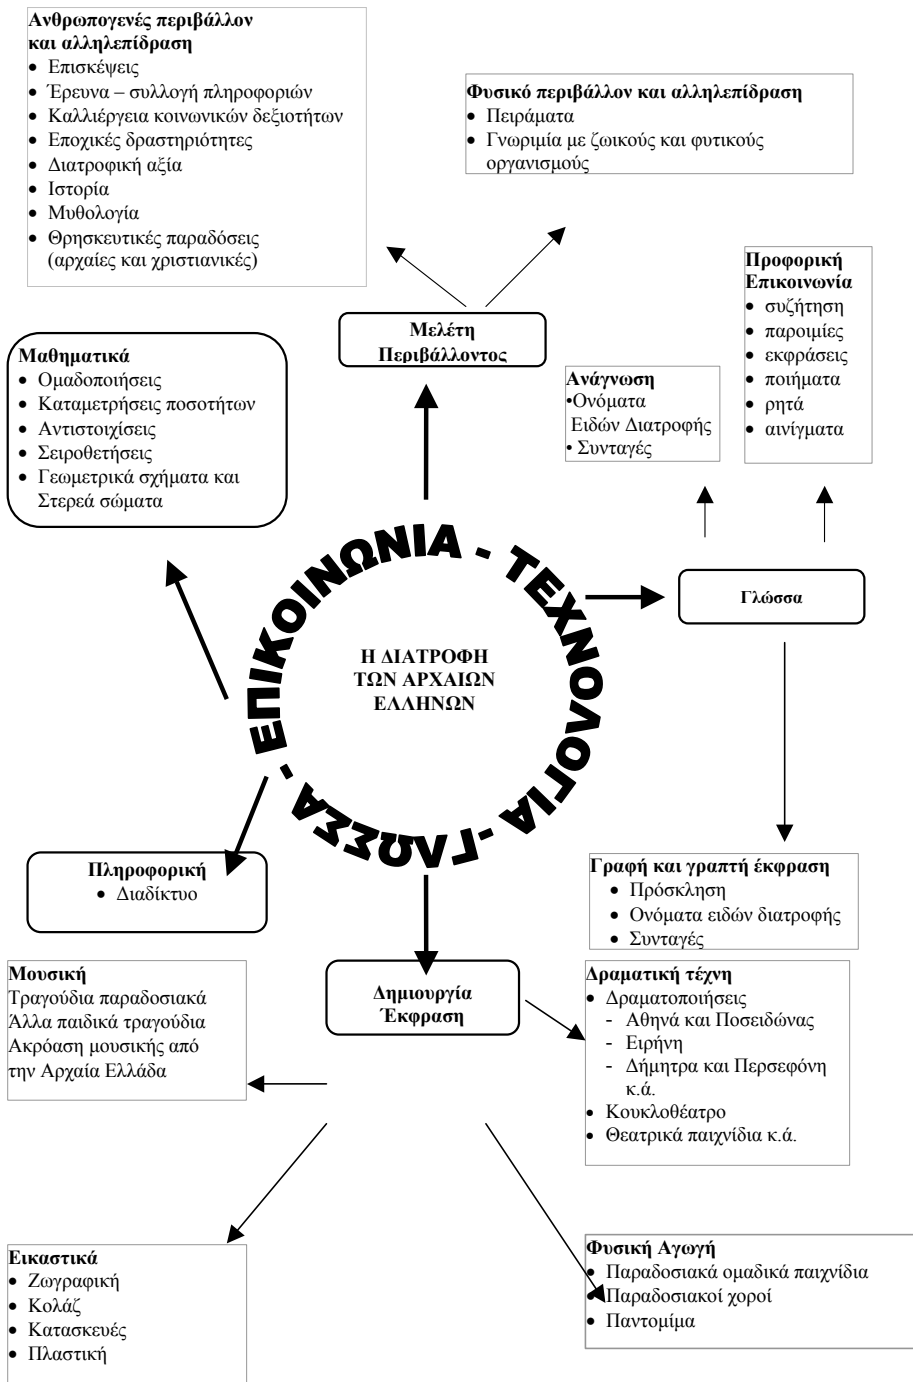 Ανθρωπογενές περιβάλλον
και αλληλεπίδραση
• Επισκέψεις
• Έρευνα – συλλογή πληροφοριών
• Καλλιέργεια κοινωνικών δεξιοτήτων
• Εποχικές δραστηριότητες
• Διατροφική αξία
• Ιστορία
• Μυθολογία
• Θρησκευτικές παραδόσεις
(αρχαίες και χριστιανικές)
Φυσικό περιβάλλον και αλληλεπίδραση
• Πειράματα
• Γνωριμία με ζωικούς και φυτικούς
οργανισμούς
Προφορική
Επικοινωνία
• συζήτηση
• παροιμίες
• εκφράσεις
• ποιήματα
• ρητά
• αινίγματα
Μελέτη
Περιβάλλοντος
Μαθηματικά
• Ομαδοποιήσεις
• Καταμετρήσεις ποσοτήτων
• Αντιστοιχίσεις
• Σειροθετήσεις
• Γεωμετρικά σχήματα και
Στερεά σώματα
Ανάγνωση
•Ονόματα
Ειδών Διατροφής
• Συνταγές
ΕΠΙΚΟΙΝΩΝΙΑ - ΤΕΧΝΟΛΟΓΙΑ - ΓΛΩΣΣΑ -
Η ΔΙΑΤΡΟΦΗ
ΤΩΝ ΑΡΧΑΙΩΝ
ΕΛΛΗΝΩΝ
Γλώσσα
Πληροφορική
• Διαδίκτυο
Γραφή και γραπτή έκφραση
• Πρόσκληση
• Ονόματα ειδών διατροφής
• Συνταγές
Μουσική
Τραγούδια παραδοσιακά
Άλλα παιδικά τραγούδια
Ακρόαση μουσικής από
την Αρχαία Ελλάδα
Δημιουργία
Έκφραση
Δραματική τέχνη
• Δραματοποιήσεις
- Αθηνά και Ποσειδώνας
- Ειρήνη
- Δήμητρα και Περσεφόνη
κ.ά.
• Κουκλοθέατρο
• Θεατρικά παιχνίδια κ.ά.
Εικαστικά
• Ζωγραφική
• Κολάζ
• Κατασκευές
• Πλαστική
Φυσική Αγωγή
• Παραδοσιακά ομαδικά παιχνίδια
• Παραδοσιακοί χοροί
• Παντομίμα